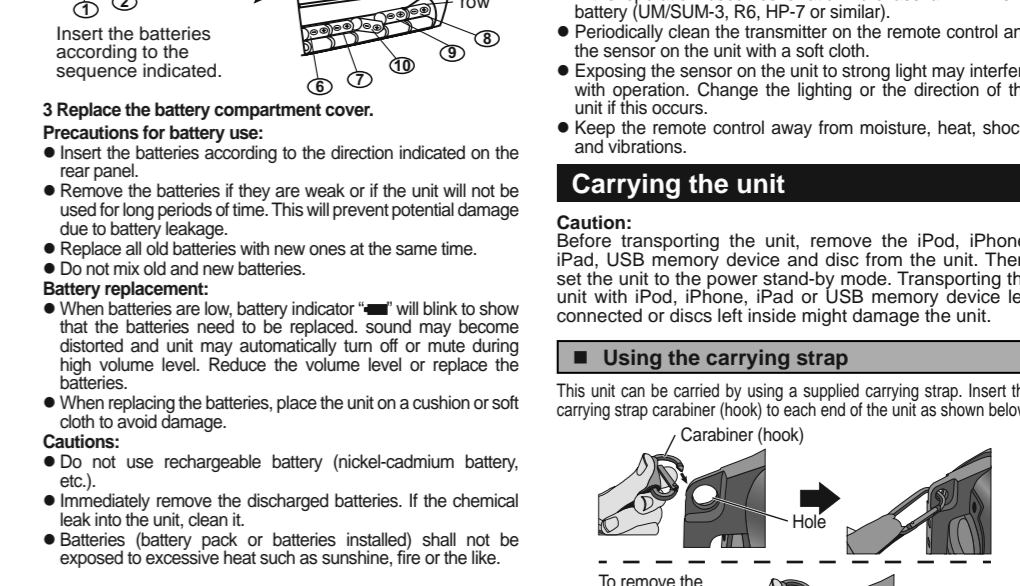 ① ②
row
Insert the batteries
according to the
sequence indicated.
⑥ ⑦ ⑩ ⑨ ⑧
3 Replace the battery compartment cover.
Precautions for battery use:
● Insert the batteries according to the direction indicated on the
rear panel.
● Remove the batteries if they are weak or if the unit will not be
used for long periods of time. This will prevent potential damage
due to battery leakage.
● Replace all old batteries with new ones at the same time.
● Do not mix old and new batteries.
Battery replacement:
● When batteries are low, battery indicator “ ” will blink to show
that the batteries need to be replaced. sound may become
distorted and unit may automatically turn off or mute during
high volume level. Reduce the volume level or replace the
batteries.
● When replacing the batteries, place the unit on a cushion or soft
cloth to avoid damage.
Cautions:
● Do not use rechargeable battery (nickel-cadmium battery,
etc.).
● Immediately remove the discharged batteries. If the chemical
leak into the unit, clean it.
● Batteries (battery pack or batteries installed) shall not be
exposed to excessive heat such as sunshine, fire or the like.
battery (UM/SUM-3, R6, HP-7 or similar).
● Periodically clean the transmitter on the remote control an
the sensor on the unit with a soft cloth.
● Exposing the sensor on the unit to strong light may interfer
with operation. Change the lighting or the direction of th
unit if this occurs.
● Keep the remote control away from moisture, heat, shoc
and vibrations.
Carrying the unit
Caution:
Before transporting the unit, remove the iPod, iPhone
iPad, USB memory device and disc from the unit. Then
set the unit to the power stand-by mode. Transporting th
unit with iPod, iPhone, iPad or USB memory device le
connected or discs left inside might damage the unit.
■ Using the carrying strap
This unit can be carried by using a supplied carrying strap. Insert th
carrying strap carabiner (hook) to each end of the unit as shown below
Carabiner (hook)
Hole
To remove the